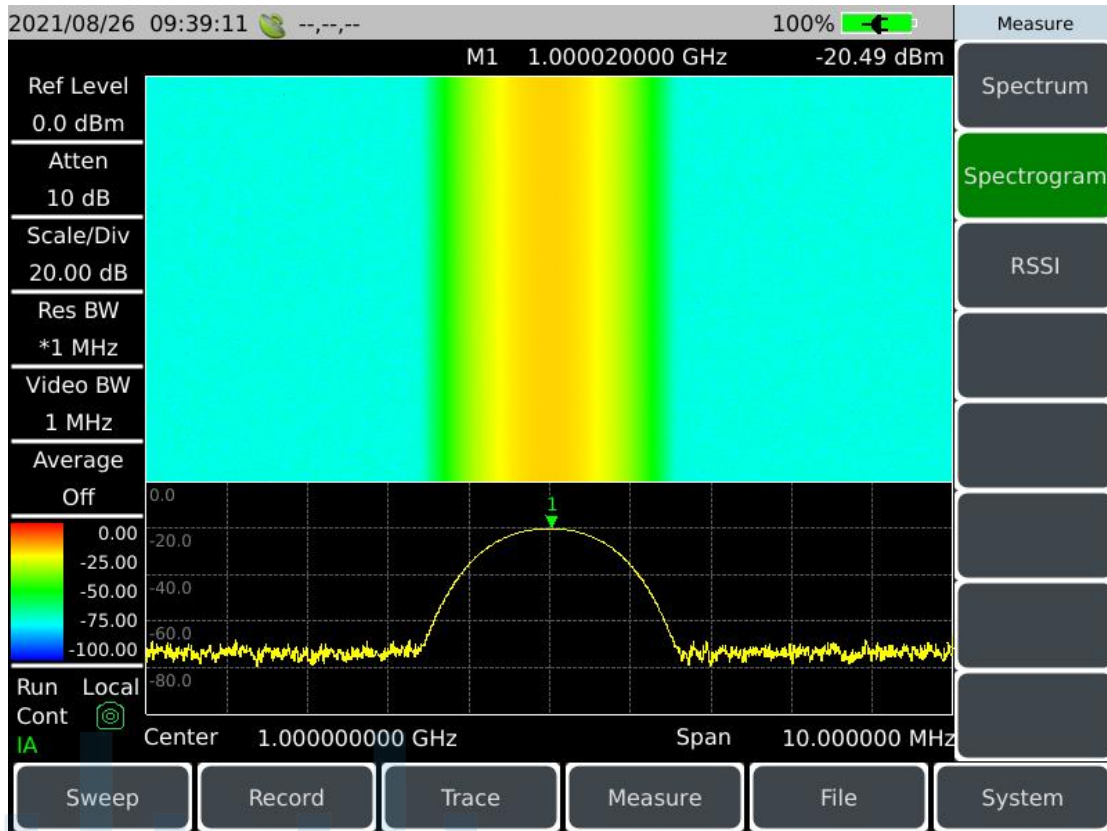 2021/08/26 09:39:11 --,--,-- 100% Measure
M1 1.000020000 GHz -20.49 dBm
Ref Level
0.0 dBm
Atten
10 dB
Scale/Div
20.00 dB
Res BW
*1 MHz
Video BW
1 MHz
Average
Off
0.00
-25.00
-50.00
-75.00
-100.00
Run Local
Cont
IA
0.0
-20.0
-40.0
-60.0
-80.0
1
Center 1.000000000 GHz Span 10.000000 MHz
Spectrum
Spectrogram
RSSI
Sweep Record Trace Measure File System